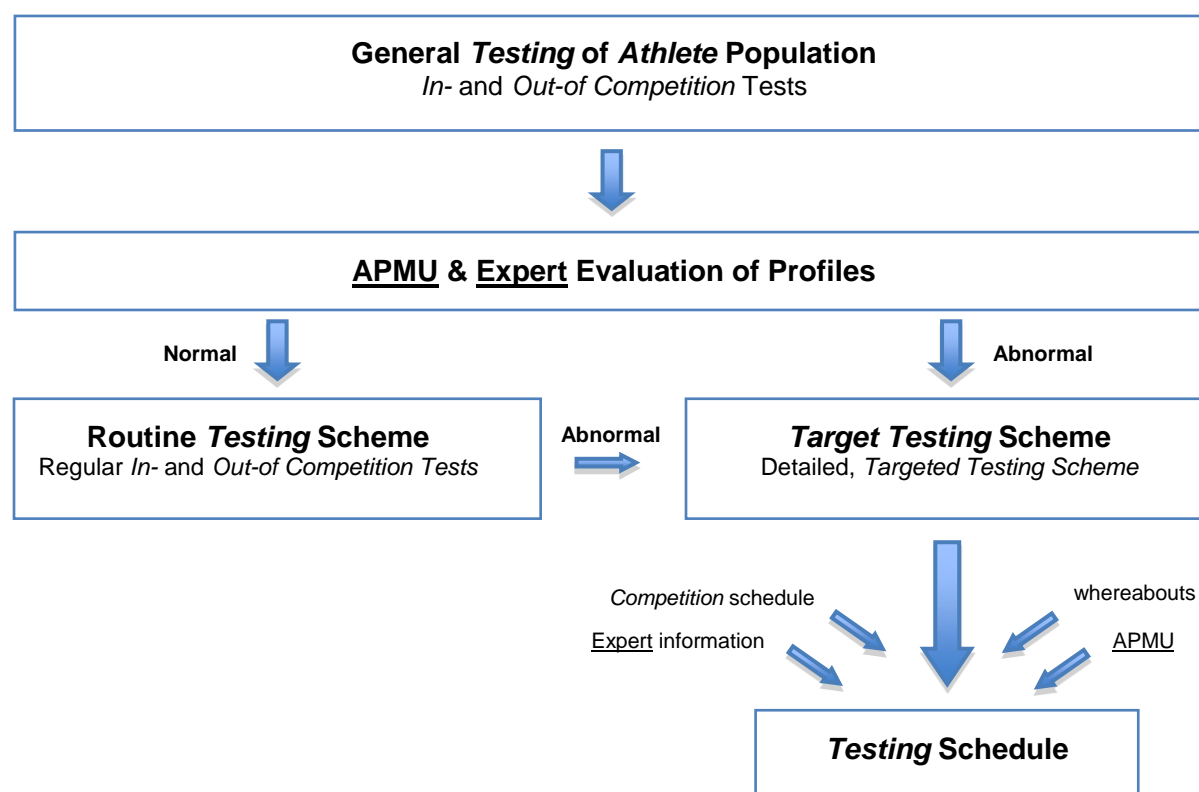 General Testing of Athlete Population
In- and Out-of Competition Tests
APMU & Expert Evaluation of Profiles
Normal
Abnormal
Routine Testing Scheme
Regular In- and Out-of Competition Tests
Abnormal
Target Testing Scheme
Detailed, Targeted Testing Scheme
Competition schedule
whereabouts
Expert information
APMU
Testing Schedule